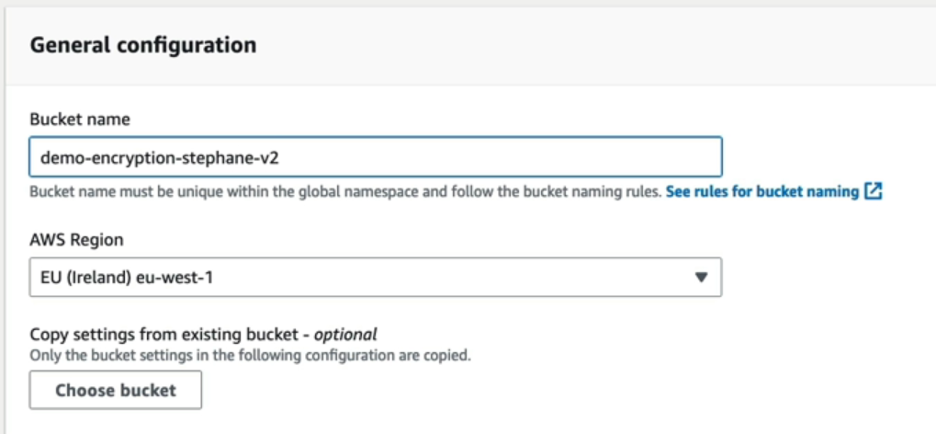 General configuration
Bucket name
demo-encryption-stephane-v2
Bucket name must be unique within the global namespace and follow the bucket naming rules. See rules for bucket naming
AWS Region
EU (Ireland) eu-west-1
Copy settings from existing bucket - optional
Only the bucket settings in the following configuration are copied.
Choose bucket